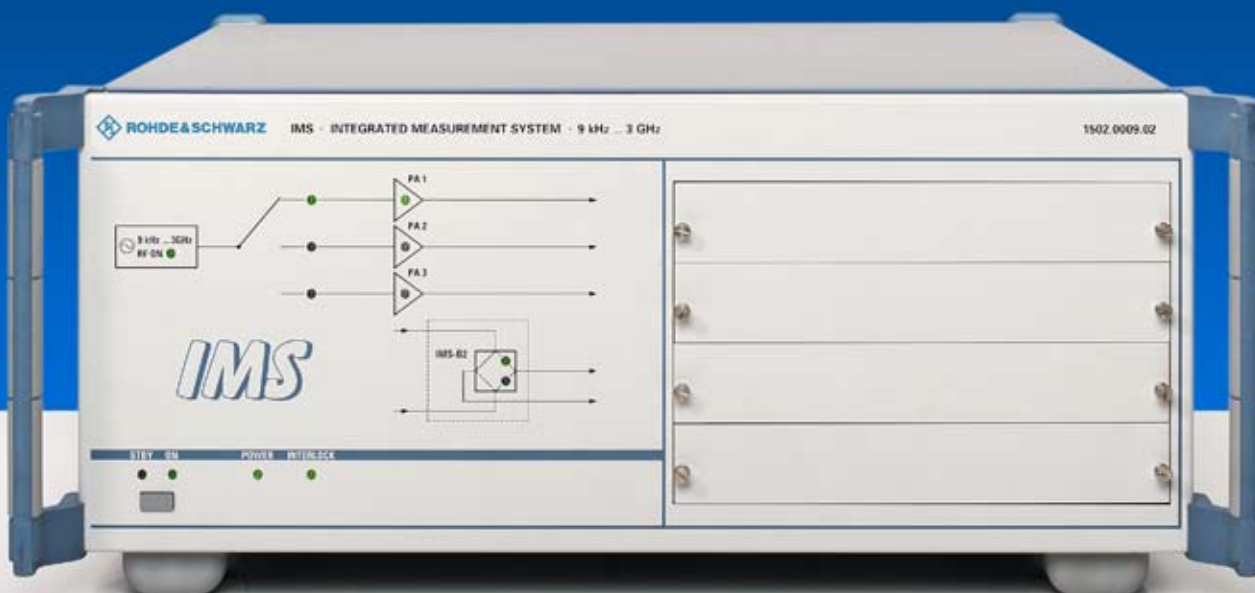 ROHDE&SCHWARZ IMS · INTEGRATED MEASUREMENT SYSTEM · 9 kHz ... 3 GHz 1502.0009.02
PA 1
9 kHz ... 3GHz
RF ON
PA 2
PA 3
IMS-B2
IMS
STBY ON POWER INTERLOCK